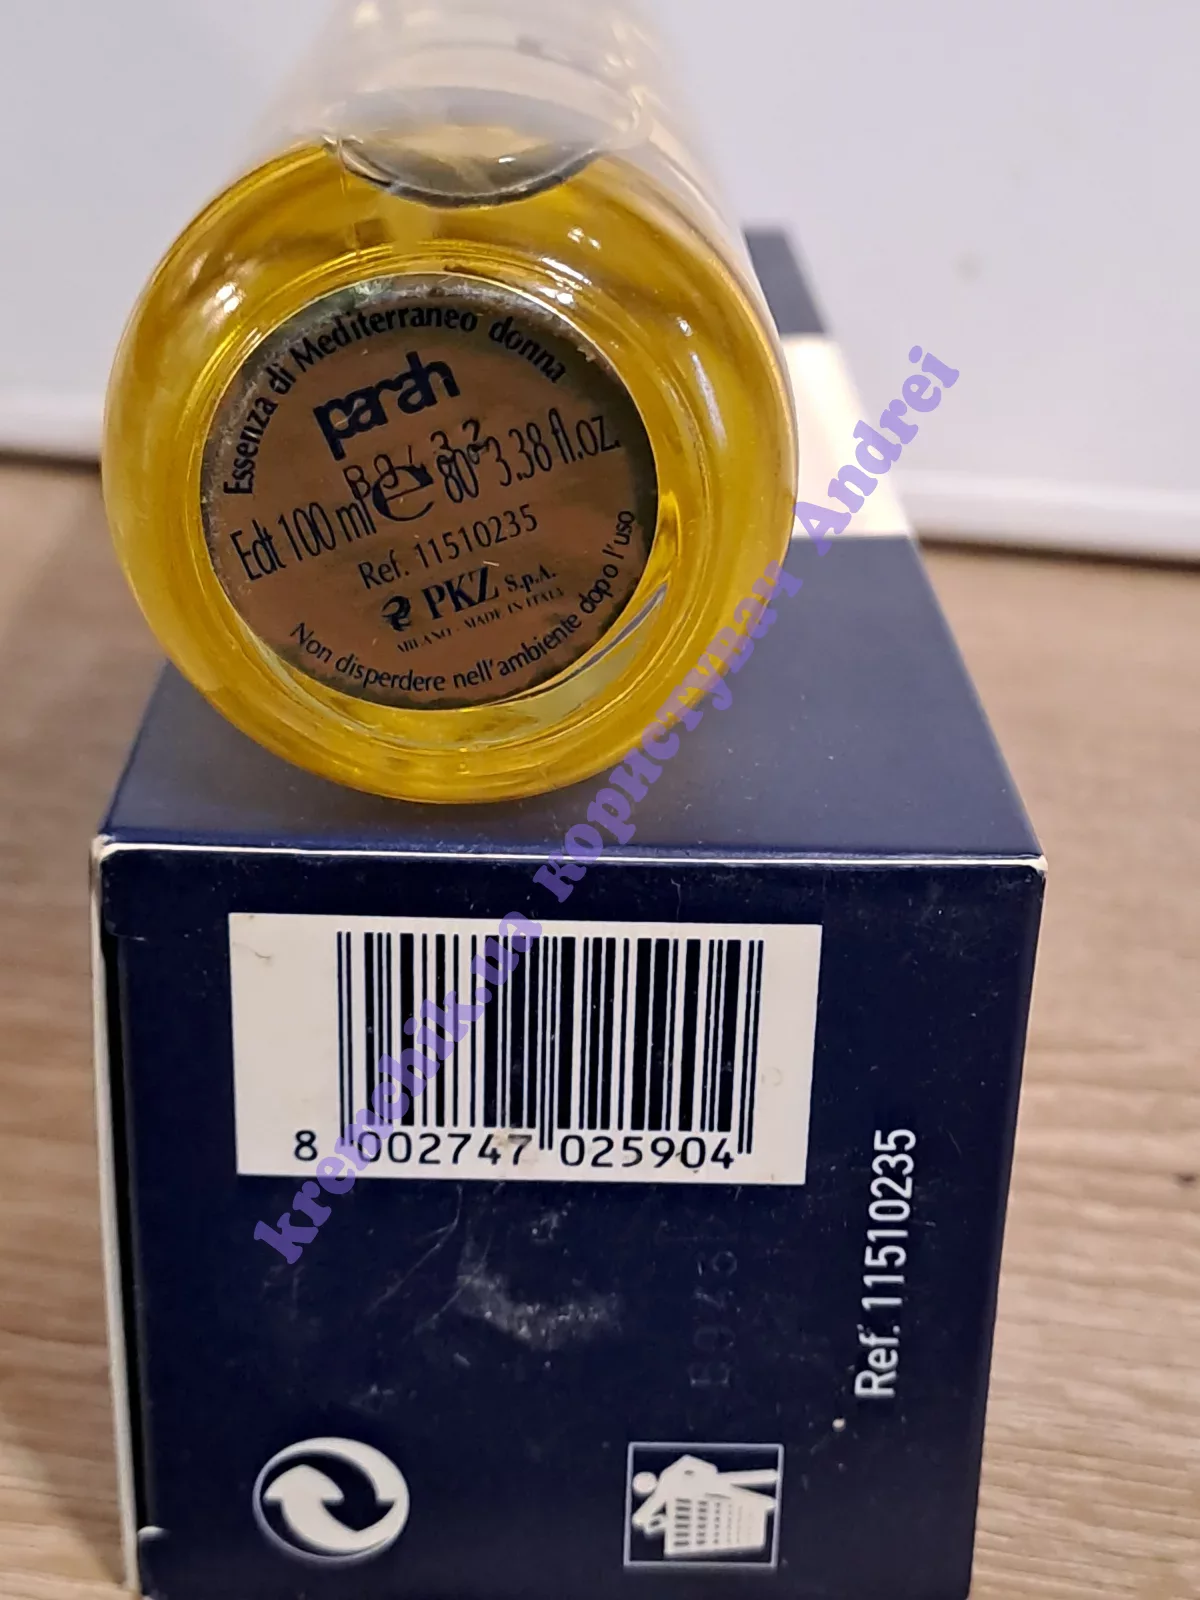 Essenza di Mediterraneo donna
parah
Edt 100 ml e 80° 3.38 fl.oz.
Ref. 11510235
PKZ S.p.A.
MILANO - MADE IN ITALY
Non disperdere nell'ambiente dopo l'uso
kremchik.ua користувач Andrei
8 002747 025904
Ref. 11510235